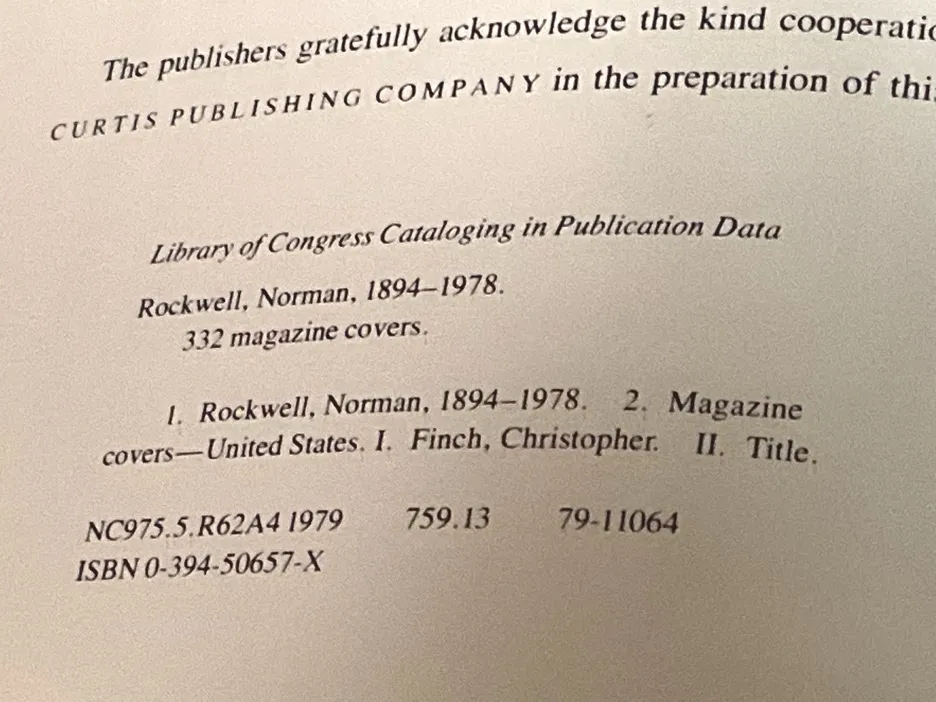 The publishers gratefully acknowledge the kind
CURTIS PUBLISHING COMPANY in the preparation of
Library of Congress Cataloging in Publication Data
Rockwell, Norman, 1894–1978.
332 magazine covers.
1. Rockwell, Norman, 1894–1978. 2. Magazine
covers—United States. I. Finch, Christopher. II. Title.
NC975.5.R62A4 1979 759.13 79-11064
ISBN 0-394-50657-X